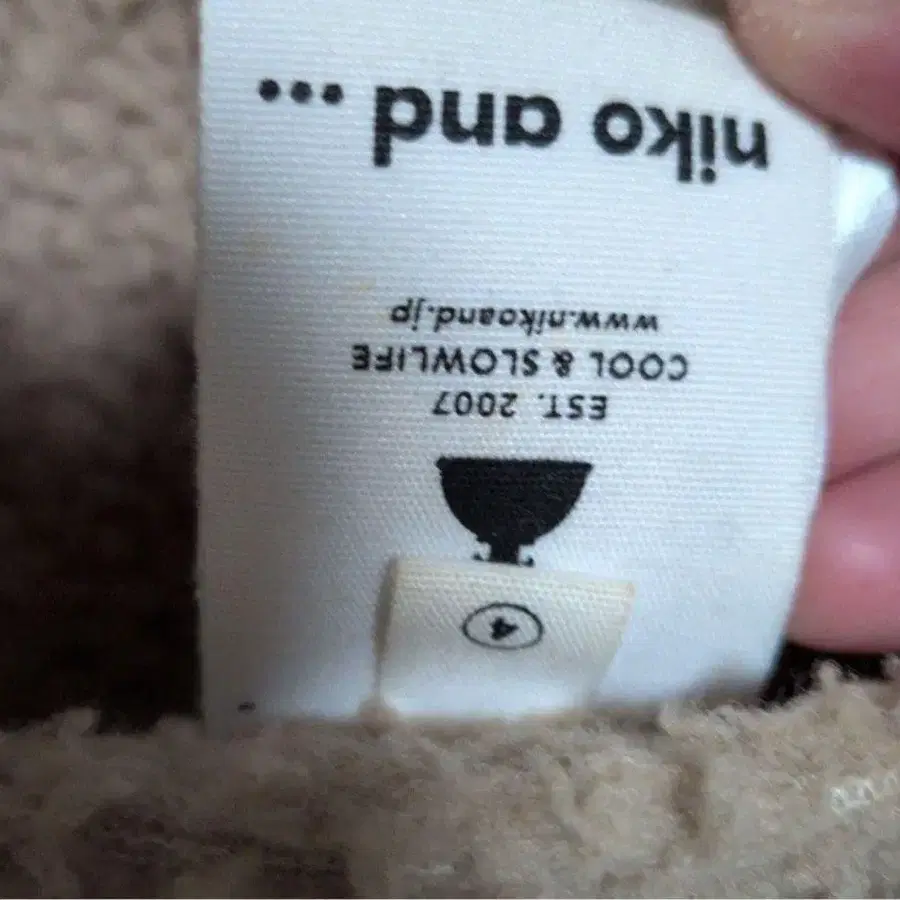 niko and ...
www.nikoand.jp
COOL & SLOWLIFE
EST. 2007
4